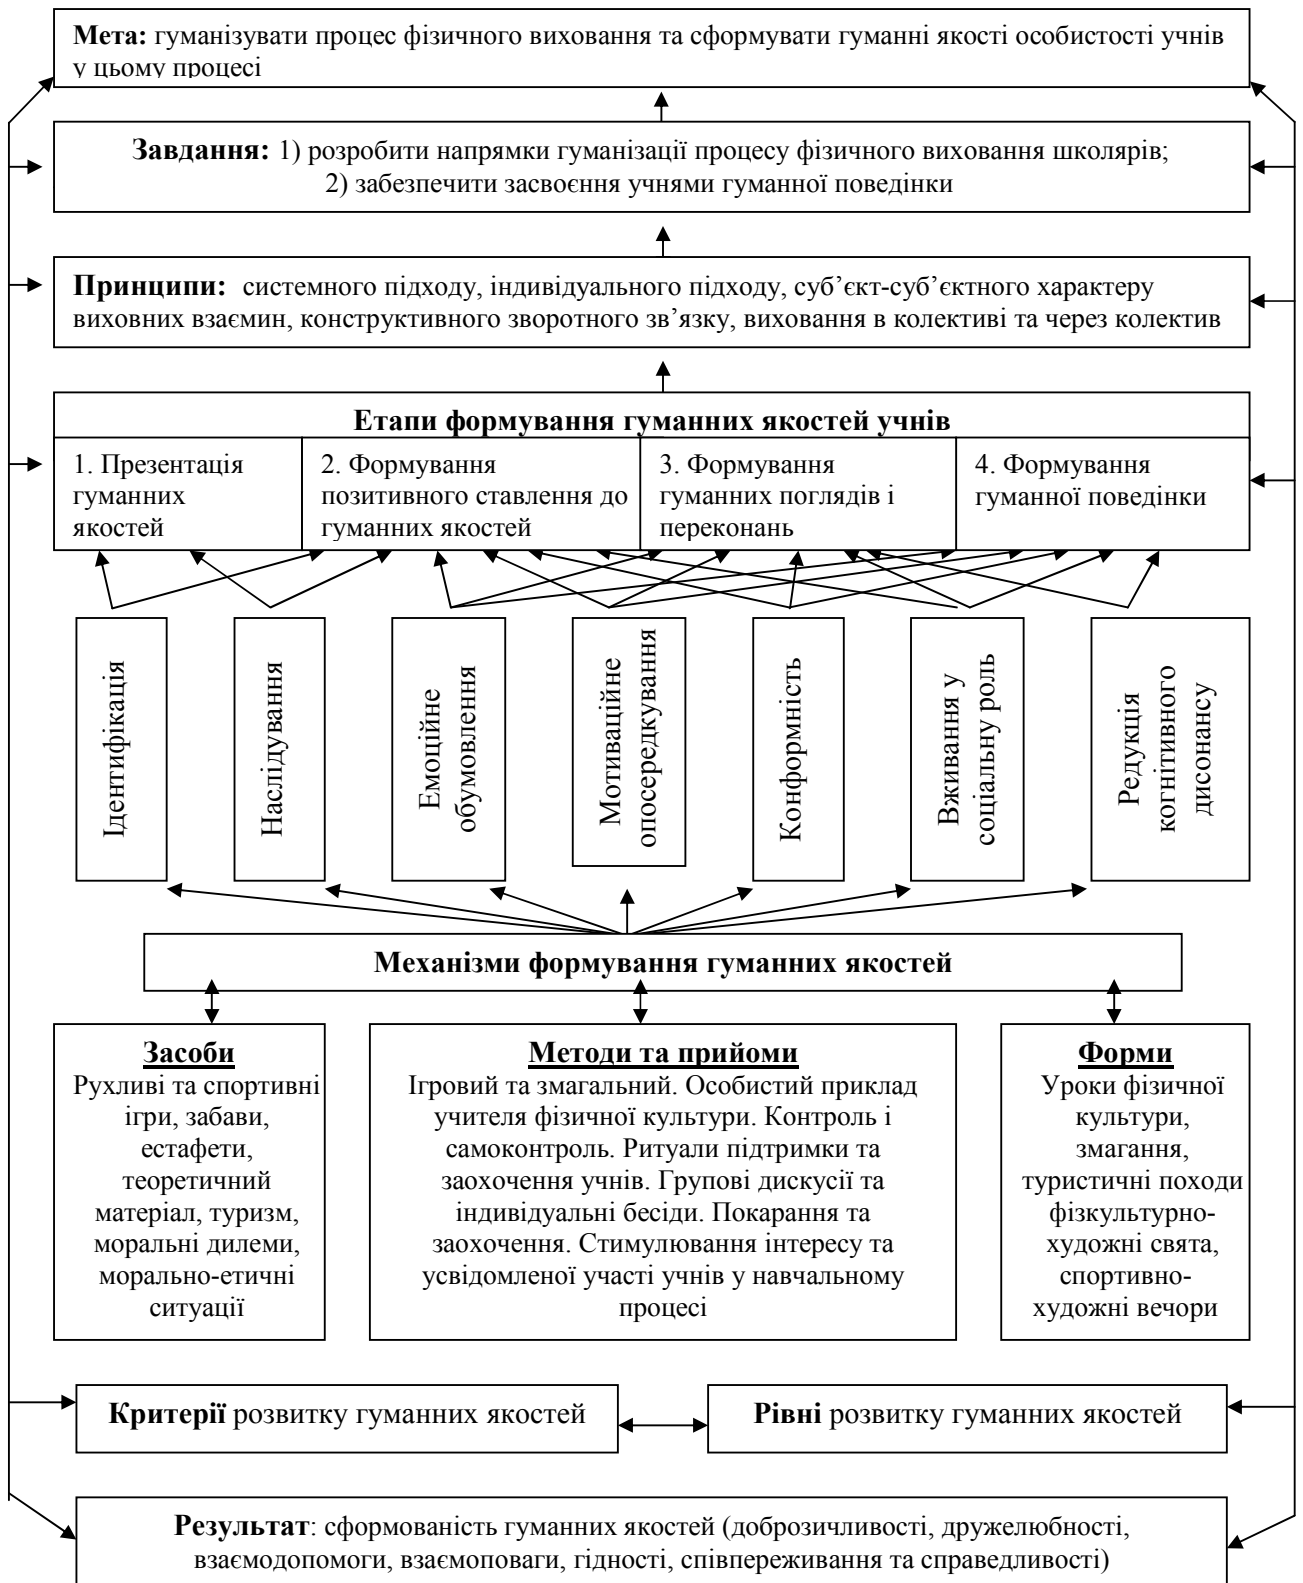 Мета: гуманізувати процес фізичного виховання та сформувати гуманні якості особистості учнів
у цьому процесі
Завдання: 1) розробити напрямки гуманізації процесу фізичного виховання школярів;
2) забезпечити засвоєння учнями гуманної поведінки
Принципи: системного підходу, індивідуального підходу, суб’єкт-суб’єктного характеру
виховних взаємин, конструктивного зворотного зв’язку, виховання в колективі та через колектив
Етапи формування гуманних якостей учнів
1. Презентація
гуманних
якостей
2. Формування
позитивного ставлення до
гуманних якостей
3. Формування
гуманних поглядів і
переконань
4. Формування
гуманної поведінки
Ідентифікація
Наслідування
Емоційне
обумовлення
Мотиваційне
опосередкування
Конформність
Вживання у
соціальну роль
Редукція
когнітивного
дисонансу
Механізми формування гуманних якостей
Засоби
Рухливі та спортивні
ігри, забави,
естафети,
теоретичний
матеріал, туризм,
моральні дилеми,
морально-етичні
ситуації
Методи та прийоми
Ігровий та змагальний. Особистий приклад
учителя фізичної культури. Контроль і
самоконтроль. Ритуали підтримки та
заохочення учнів. Групові дискусії та
індивідуальні бесіди. Покарання та
заохочення. Стимулювання інтересу та
усвідомленої участі учнів у навчальному
процесі
Форми
Уроки фізичної
культури,
змагання,
туристичні походи
фізкультурно-
художні свята,
спортивно-
художні вечори
Критерії розвитку гуманних якостей
Рівні розвитку гуманних якостей
Результат: сформованість гуманних якостей (доброзичливості, дружелюбності,
взаємодопомоги, взаємоповаги, гідності, співпереживання та справедливості)